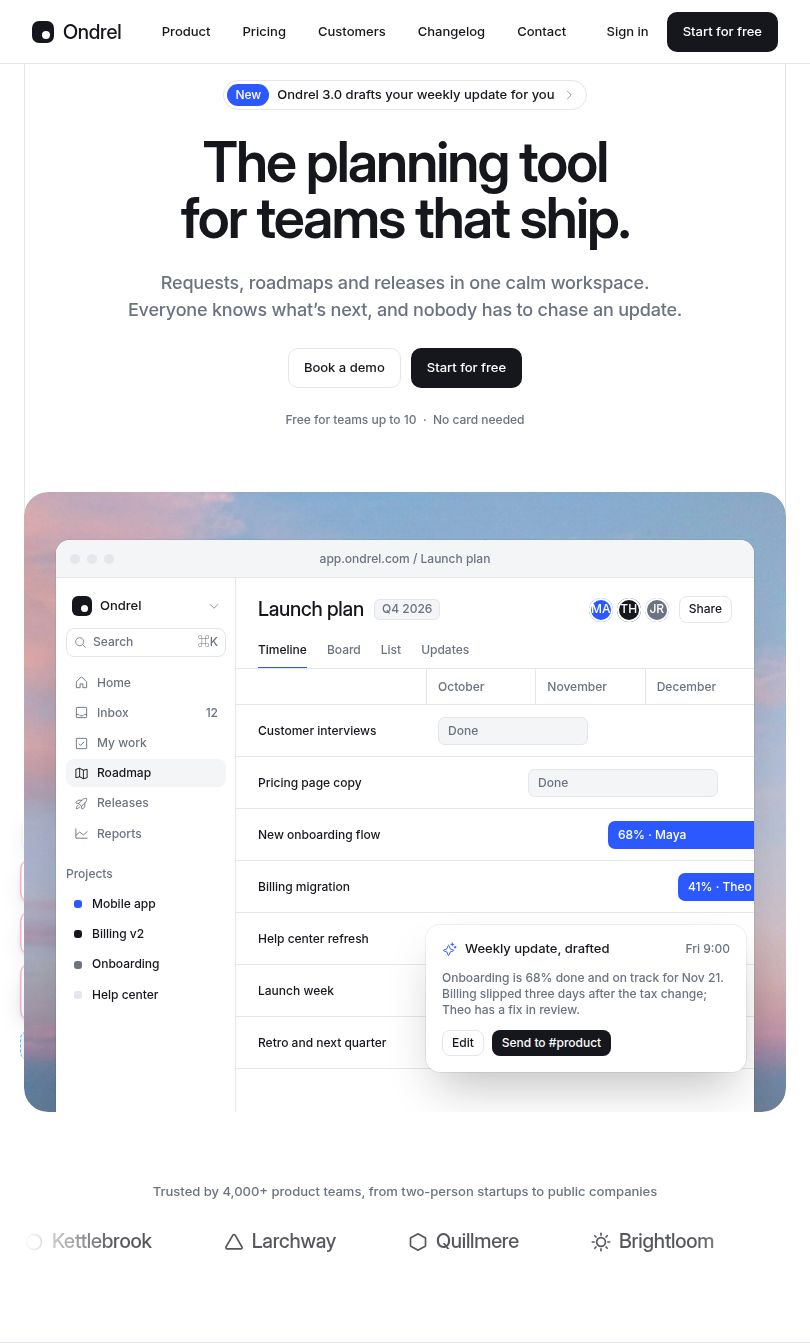 Ondrel
Product
Pricing
Customers
Changelog
Contact
Sign in
Start for free
New
Ondrel 3.0 drafts your weekly update for you
The planning tool
for teams that ship.
Requests, roadmaps and releases in one calm workspace.
Everyone knows what’s next, and nobody has to chase an update.
Book a demo
Start for free
Free for teams up to 10 · No card needed
app.ondrel.com / Launch plan
Ondrel
Search
⌘K
Home
Inbox
12
My work
Roadmap
Releases
Reports
Projects
Mobile app
Billing v2
Onboarding
Help center
Launch plan
Q4 2026
MA
TH
JR
Share
Timeline
Board
List
Updates
October
November
December
Customer interviews
Done
Pricing page copy
Done
New onboarding flow
68% · Maya
Billing migration
41% · Theo
Help center refresh
Launch week
Retro and next quarter
Weekly update, drafted
Fri 9:00
Onboarding is 68% done and on track for Nov 21.
Billing slipped three days after the tax change;
Theo has a fix in review.
Edit
Send to #product
Trusted by 4,000+ product teams, from two-person startups to public companies
Kettlebrook
Larchway
Quillmere
Brightloom